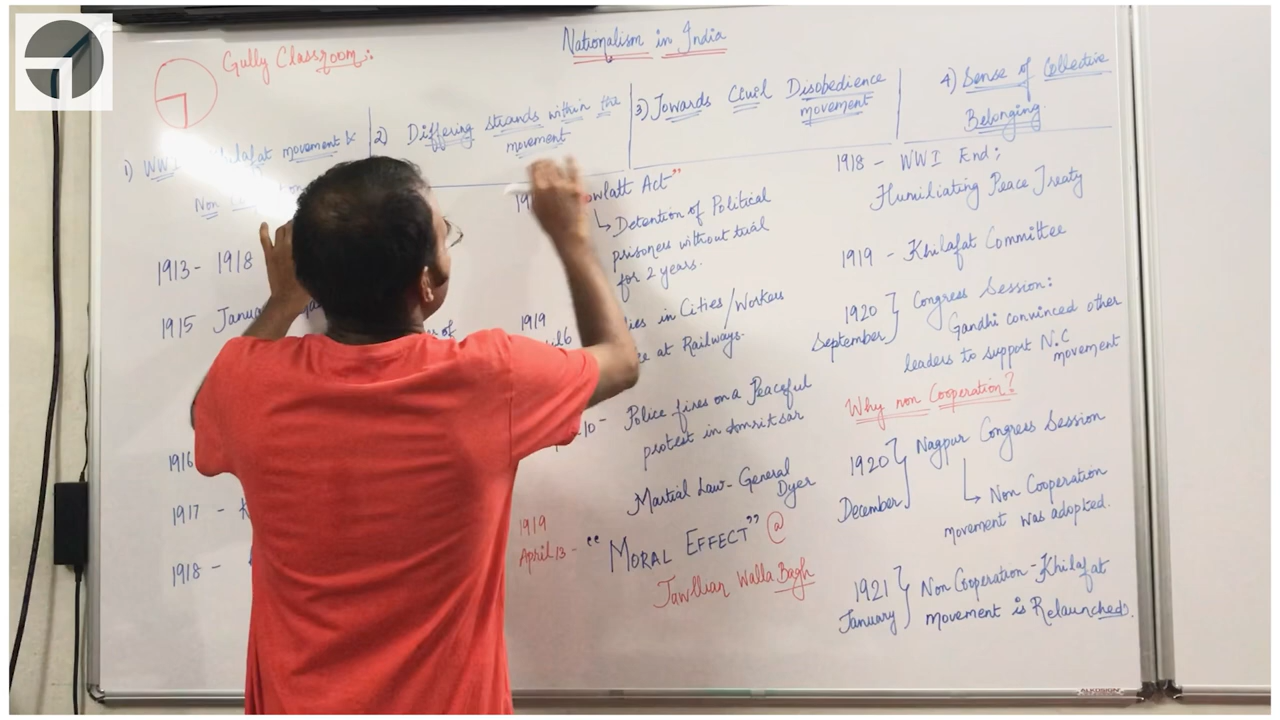 Gully Classroom:
Nationalism in India
1) WWI Khilafat movement &
Non
2) Differing strands within the
movement
3) Towards Civil Disobedience
movement
4) Sense of Collective
Belonging
1913 - 1918
1915
1916
1917 -
1918 -
Act"
↳ Detention of Political
prisoners without trial
for 2 years.
1919
in Cities / Workers
at Railways.
10 - Police fires on a Peaceful
protest in Amritsar
Martial Law - General
Dyer
1919
April 13 - "MORAL EFFECT" @
Jawllian Walla Bagh
1918 - WWI End;
Humiliating Peace Treaty
1919 - Khilafat Committee
1920
September
Congress Session:
Gandhi convinced other
leaders to support N.C
movement
Why non Cooperation?
1920
December
Nagpur Congress Session
↳ Non Cooperation
movement was adopted.
1921
January
Non Cooperation - Khilafat
movement is Relaunched.